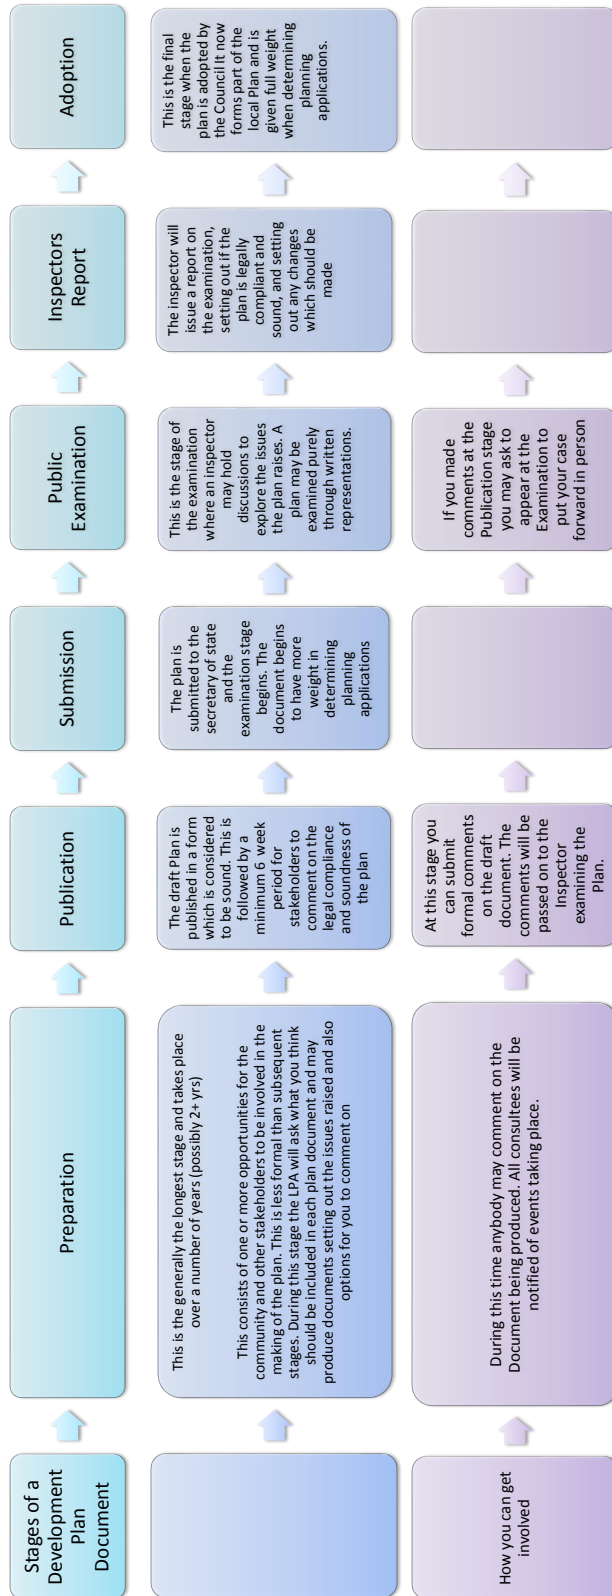 Stages of a
Development
Plan
Document
Preparation
Publication
Submission
Public
Examination
Inspectors
Report
Adoption
This is the generally the longest stage and takes place
over a number of years (possibly 2+ yrs)
This consists of one or more opportunities for the
community and other stakeholders to be involved in the
making of the plan. This is less formal than subsequent
stages. During this stage the LPA will ask what you think
should be included in each plan document and may
produce documents setting out the issues raised and also
options for you to comment on
The draft Plan is
published in a form
which is considered
to be sound. This is
followed by a
minimum 6 week
period for
stakeholders to
comment on the
legal compliance
and soundness of
the plan
The plan is
submitted to the
secretary of state
and the
examination stage
begins. The
document begins
to have more
weight in
determining
planning
applications
This is the stage of
the examination
where an inspector
may hold
discussions to
explore the issues
the plan raises. A
plan may be
examined purely
through written
representations.
The inspector will
issue a report on
the examination,
setting out if the
plan is legally
compliant and
sound, and setting
out any changes
which should be
made
This is the final
stage when the
plan is adopted by
the Council It now
forms part of the
local Plan and is
given full weight
when determining
planning
applications.
How you can get
involved
During this time anybody may comment on the
Document being produced. All consultees will be
notified of events taking place.
At this stage you
can submit
formal comments
on the draft
document. The
comments will be
passed on to the
Inspector
examining the
Plan.
If you made
comments at the
Publication stage
you may ask to
appear at the
Examination to
put your case
forward in person